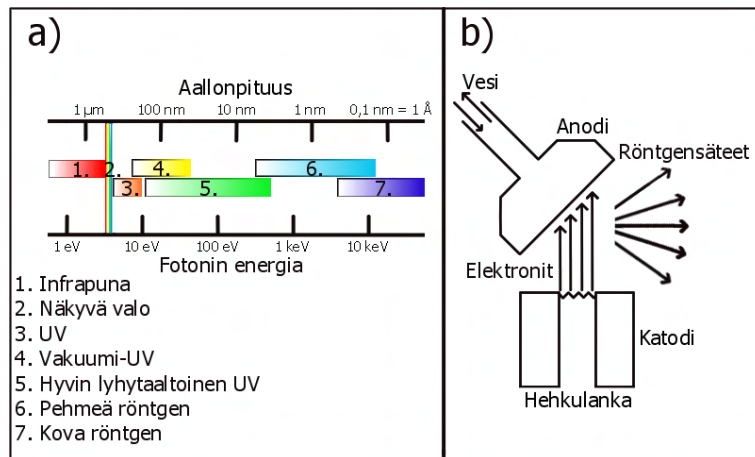 a)
Aallonpituus
1 µm 100 nm 10 nm 1 nm 0,1 nm = 1 Å
1. 2. 4. 6.
3. 5. 7.
1 eV 10 eV 100 eV 1 keV 10 keV
Fotonin energia
1. Infrapuna
2. Näkyvä valo
3. UV
4. Vakuumi-UV
5. Hyvin lyhytaaltoinen UV
6. Pehmeä röntgen
7. Kova röntgen
b)
Vesi
Anodi
Röntgensäteet
Elektronit
Katodi
Hehkulanka